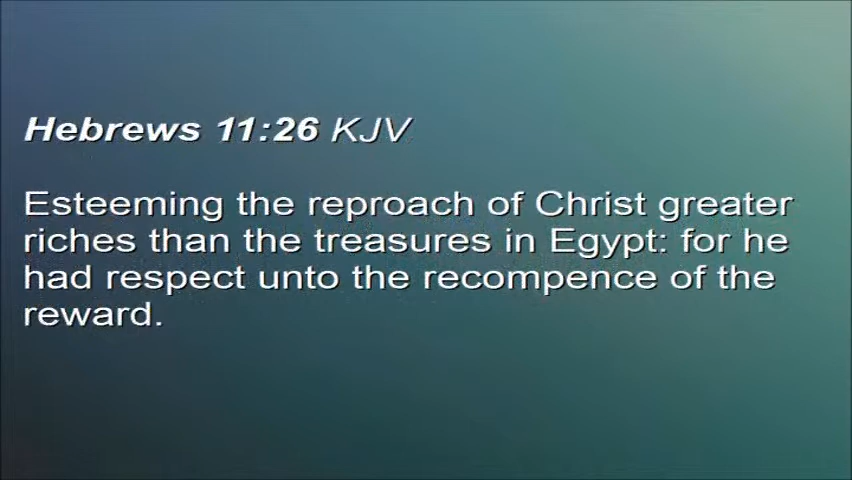 Hebrews 11:26 KJV
Esteeming the reproach of Christ greater
riches than the treasures in Egypt: for he
had respect unto the recompence of the
reward.